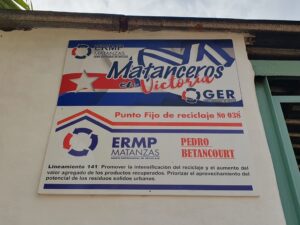 ERMP
MATANZAS
Matanceros
en Victoria
GER
Punto Fijo de reciclaje No 038
ERMP
MATANZAS
PEDRO
BETANCOURT
Lineamiento 141: Promover la intensificación del reciclaje y el aumento del
valor agregado de los productos recuperados. Priorizar el aprovechamiento del
potencial de los residuos sólidos urbanos.